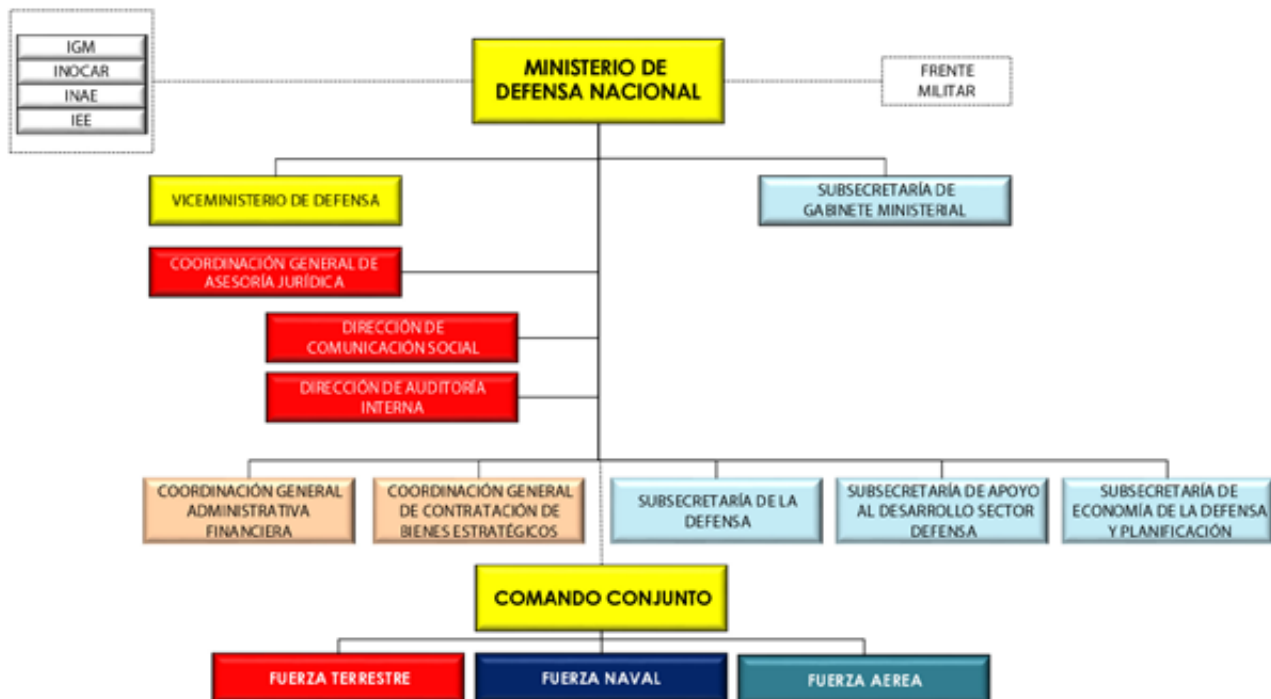 IGM
INOCAR
INAE
IEE
MINISTERIO DE
DEFENSA NACIONAL
FRENTE
MILITAR
VICEMINISTERIO DE DEFENSA
SUBSECRETARÍA DE
GABINETE MINISTERIAL
COORDINACIÓN GENERAL DE
ASESORÍA JURÍDICA
DIRECCIÓN DE
COMUNICACIÓN SOCIAL
DIRECCIÓN DE AUDITORÍA
INTERNA
COORDINACIÓN GENERAL
ADMINISTRATIVA
FINANCIERA
COORDINACIÓN GENERAL
DE CONTRATACIÓN DE
BIENES ESTRATÉGICOS
SUBSECRETARÍA DE LA
DEFENSA
SUBSECRETARÍA DE APOYO
AL DESARROLLO SECTOR
DEFENSA
SUBSECRETARÍA DE
ECONOMÍA DE LA DEFENSA
Y PLANIFICACIÓN
COMANDO CONJUNTO
FUERZA TERRESTRE
FUERZA NAVAL
FUERZA AEREA